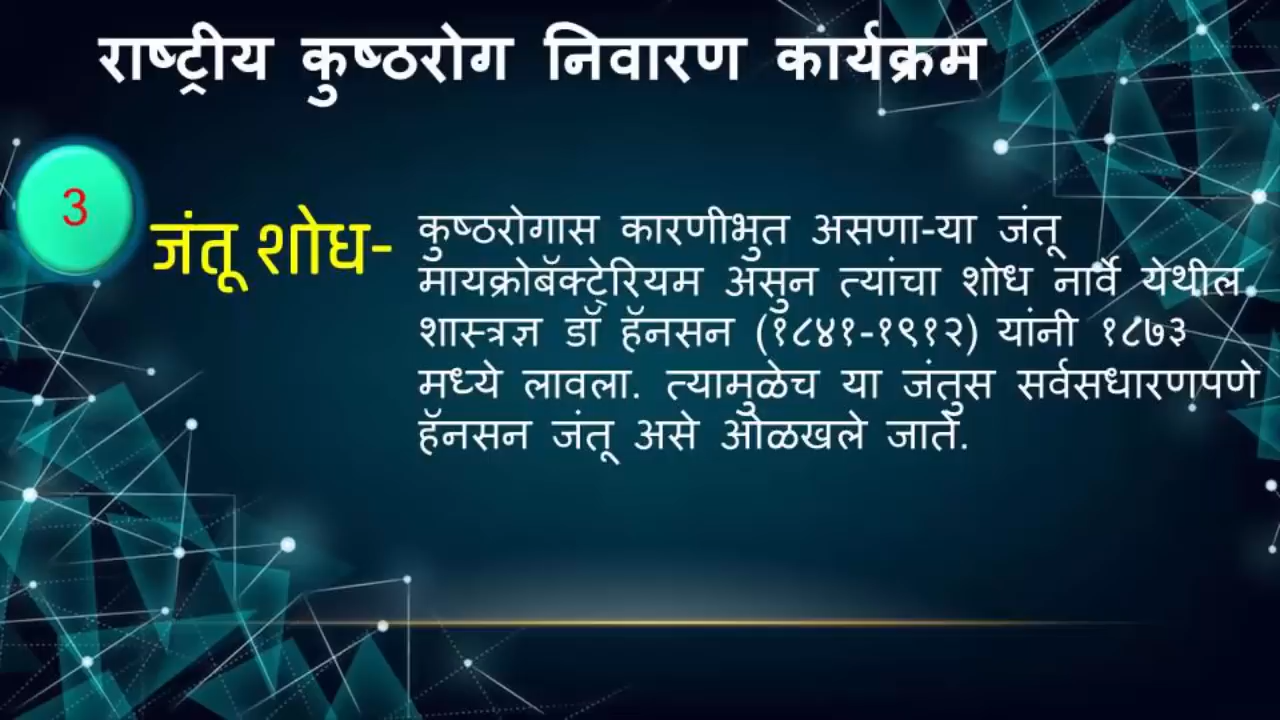 राष्ट्रीय कुष्ठरोग निवारण कार्यक्रम
3
जंतू शोध-
कुष्ठरोगास कारणीभुत असणा-या जंतू
मायक्रोबॅक्ट्रेरियम असुन त्यांचा शोध नार्वे येथील
शास्त्रज्ञ डॉ हॅनसन (१८४१-१९१२) यांनी १८७३
मध्ये लावला. त्यामुळेच या जंतुस सर्वसधारणपणे
हॅनसन जंतू असे ओळखले जाते.